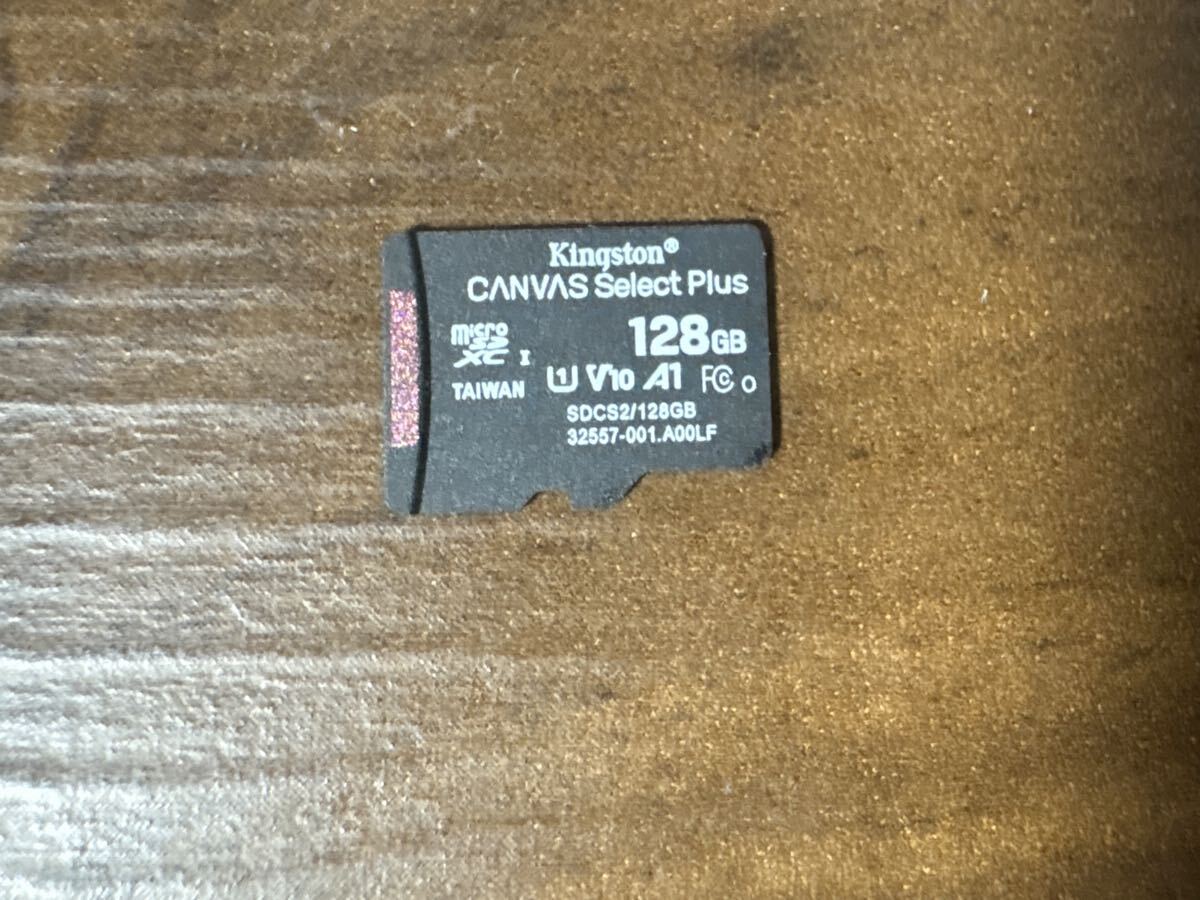 Kingston®
CANVAS Select Plus
micro SD XC I
128GB
TAIWAN
U1 V10 A1 FC
SDCS2/128GB
32557-001.A00LF